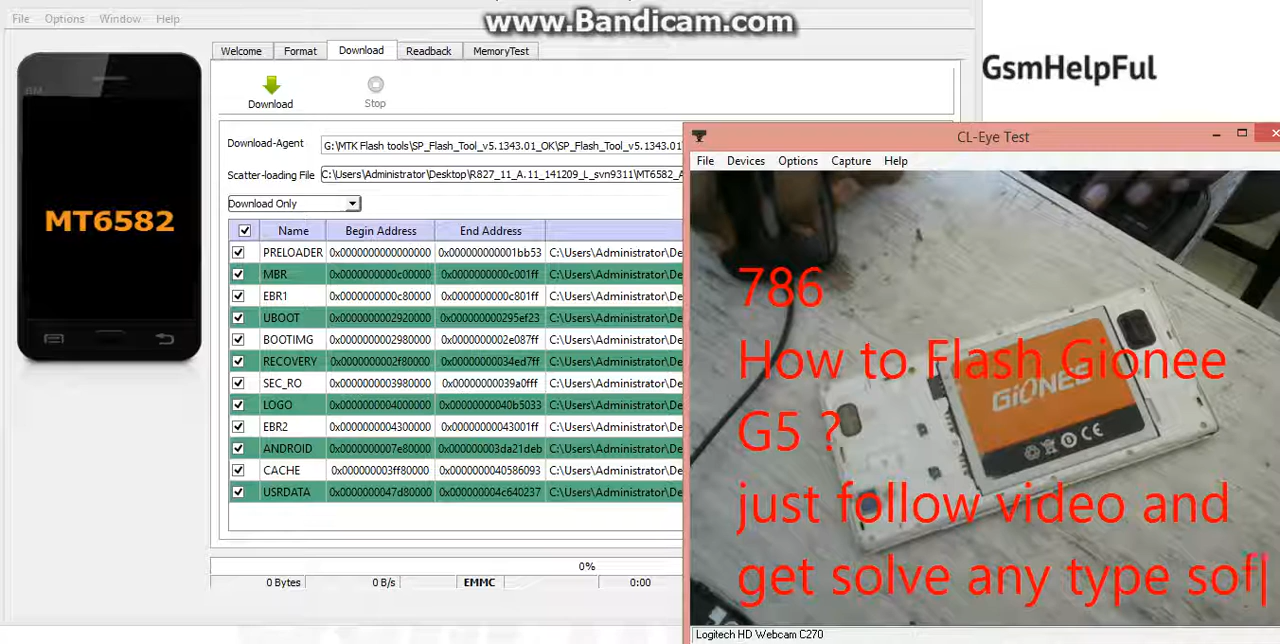 www.Bandicam.com
File Options Window Help
GsmHelpFul
Welcome Format Download Readback MemoryTest
MT6582
Download Stop
Download-Agent G:\MTK Flash tools\SP_Flash_Tool_v5.1343.01_OK\SP_Flash_Tool_v5.1343.01
Scatter-loading File C:\Users\Administrator\Desktop\R827_11_A.11_141209_L_svn9311\MT6582_A
Download Only
Name Begin Address End Address
PRELOADER 0x0000000000000000 0x000000000001bb53 C:\Users\Administrator\De
MBR 0x0000000000c00000 0x0000000000c001ff C:\Users\Administrator\De
EBR1 0x0000000000c80000 0x0000000000c801ff C:\Users\Administrator\De
UBOOT 0x0000000002920000 0x000000000295ef23 C:\Users\Administrator\De
BOOTIMG 0x0000000002980000 0x0000000002e087ff C:\Users\Administrator\De
RECOVERY 0x0000000002f80000 0x00000000034ed7ff C:\Users\Administrator\De
SEC_RO 0x0000000003980000 0x00000000039a0fff C:\Users\Administrator\De
LOGO 0x0000000004000000 0x00000000040b5033 C:\Users\Administrator\De
EBR2 0x0000000004300000 0x00000000043001ff C:\Users\Administrator\De
ANDROID 0x0000000007e80000 0x000000003da21deb C:\Users\Administrator\De
CACHE 0x000000003ff80000 0x0000000040586093 C:\Users\Administrator\De
USRDATA 0x0000000047d80000 0x000000004c640237 C:\Users\Administrator\De
0%
0 Bytes 0 B/s EMMC 0:00
CL-Eye Test
File Devices Options Capture Help
GIONEE
CE
786
How to Flash Gionee
G5 ?
just follow video and
get solve any type sof
Logitech HD Webcam C270